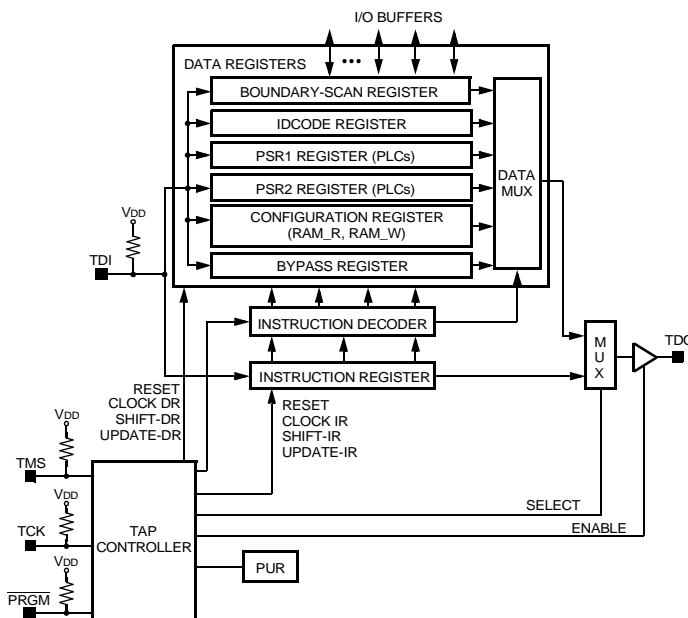 I/O BUFFERS
DATA REGISTERS
•••
BOUNDARY-SCAN REGISTER
IDCODE REGISTER
PSR1 REGISTER (PLCs)
PSR2 REGISTER (PLCs)
CONFIGURATION REGISTER
(RAM_R, RAM_W)
BYPASS REGISTER
DATA
MUX
VDD
TDI
INSTRUCTION DECODER
INSTRUCTION REGISTER
M
U
X
TDO
RESET
CLOCK DR
SHIFT-DR
UPDATE-DR
RESET
CLOCK IR
SHIFT-IR
UPDATE-IR
VDD
TMS
VDD
TCK
VDD
PRGM
TAP
CONTROLLER
SELECT
ENABLE
PUR